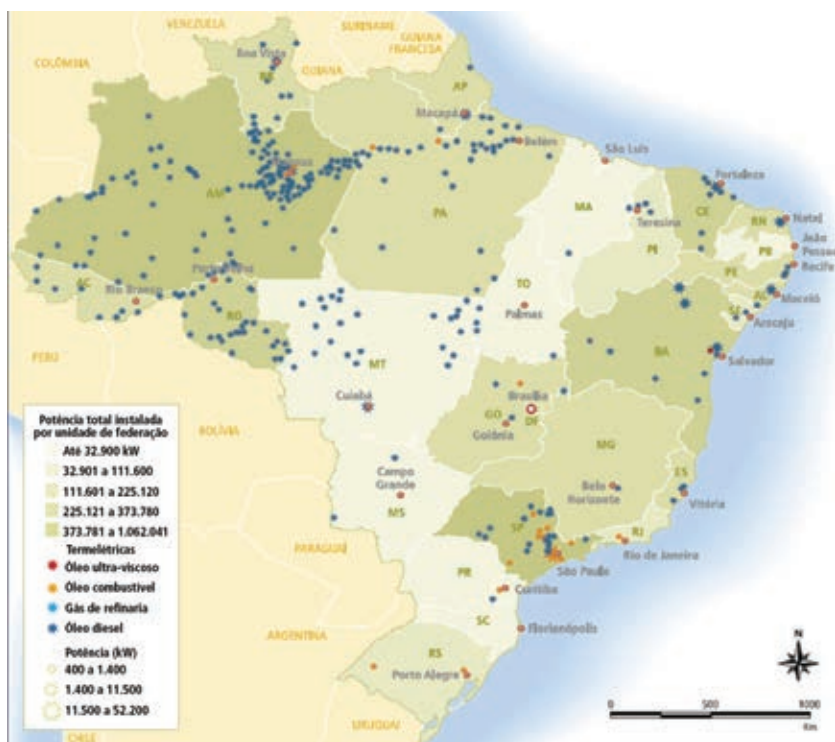 VENEZUELA
SURINAME
GUIANA
FRANCESA
COLÔMBIA
Boa Vista
GUIANA
RR
AP
Macapá
Belém
São Luís
Fortaleza
AM
PA
MA
Teresina
CE
RN
Natal
João
Pessoa
PB
PI
PE
Recife
AC
Porto Velho
Rio Branco
RO
TO
Palmas
AL
Maceió
SE
Aracaju
PERU
MT
BA
Salvador
Cuiabá
Brasília
GO
DF
Goiânia
BOLÍVIA
MG
Campo
Grande
MS
Belo
Horizonte
ES
Vitória
SP
RJ
Rio de Janeiro
São Paulo
PARAGUAI
PR
Curitiba
SC
Florianópolis
ARGENTINA
RS
Porto Alegre
URUGUAI
CHILE
Potência total instalada
por unidade de federação
Até 32.900 kW
32.901 a 111.600
111.601 a 225.120
225.121 a 373.780
373.781 a 1.062.041
Termelétricas
Óleo ultra-viscoso
Óleo combustível
Gás de refinaria
Óleo diesel
Potência (kW)
400 a 1.400
1.400 a 11.500
11.500 a 52.200
N
0 500 1000
Km